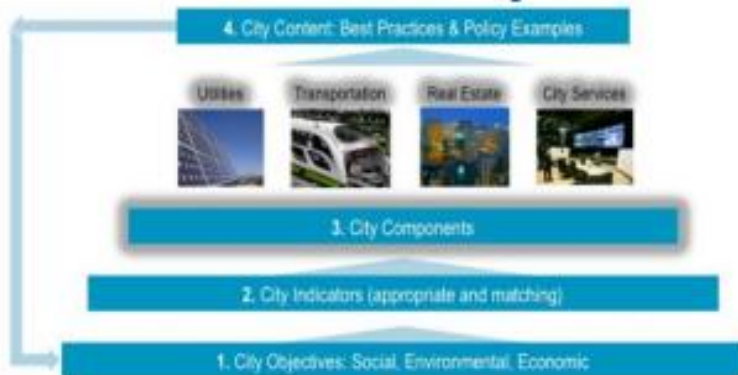 4. City Content: Best Practices & Policy Examples
Utilities
Transportation
Real Estate
City Services
3. City Components
2. City Indicators (appropriate and matching)
1. City Objectives: Social, Environmental, Economic